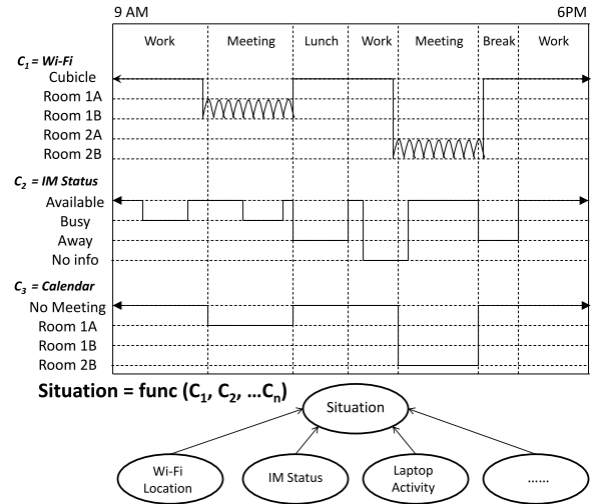 9 AM 6PM
Work Meeting Lunch Work Meeting Break Work
C1 = Wi-Fi
Cubicle
Room 1A
Room 1B
Room 2A
Room 2B
C2 = IM Status
Available
Busy
Away
No info
C3 = Calendar
No Meeting
Room 1A
Room 1B
Room 2B
Situation = func (C1, C2, ...Cn)
Situation
Wi-Fi
Location
IM Status
Laptop
Activity
......